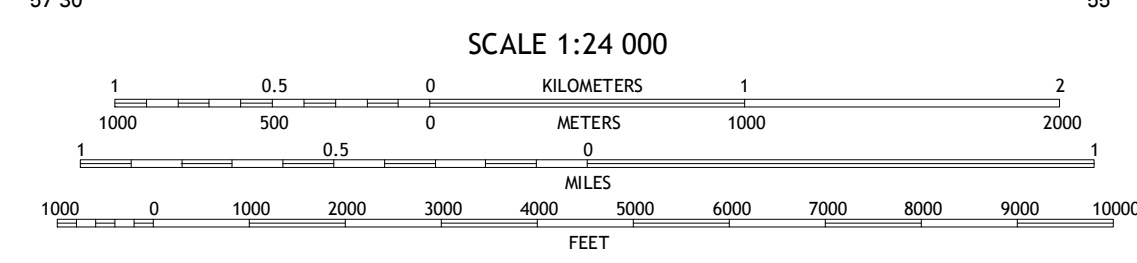 57'30" 55'
SCALE 1:24 000
1 0.5 0 KILOMETERS 1 2
1000 500 0 METERS 1000 2000
1 0.5 0 1
MILES
1000 0 1000 2000 3000 4000 5000 6000 7000 8000 9000 10000
FEET